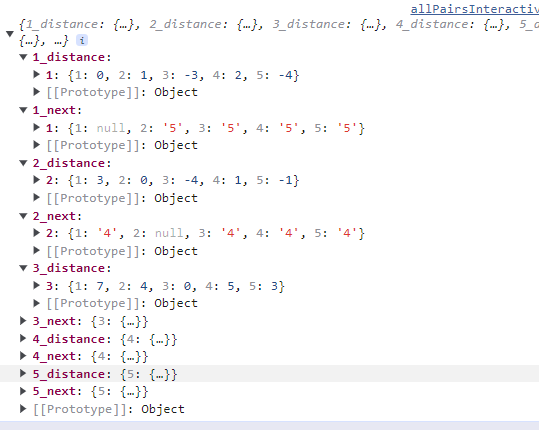 allPairsInteractiv
{1_distance: {…}, 2_distance: {…}, 3_distance: {…}, 4_distance: {…}, 5_d
{…}, …} i
1_distance:
1: {1: 0, 2: 1, 3: -3, 4: 2, 5: -4}
[[Prototype]]: Object
1_next:
1: {1: null, 2: '5', 3: '5', 4: '5', 5: '5'}
[[Prototype]]: Object
2_distance:
2: {1: 3, 2: 0, 3: -4, 4: 1, 5: -1}
[[Prototype]]: Object
2_next:
2: {1: '4', 2: null, 3: '4', 4: '4', 5: '4'}
[[Prototype]]: Object
3_distance:
3: {1: 7, 2: 4, 3: 0, 4: 5, 5: 3}
[[Prototype]]: Object
3_next: {3: {…}}
4_distance: {4: {…}}
4_next: {4: {…}}
5_distance: {5: {…}}
5_next: {5: {…}}
[[Prototype]]: Object